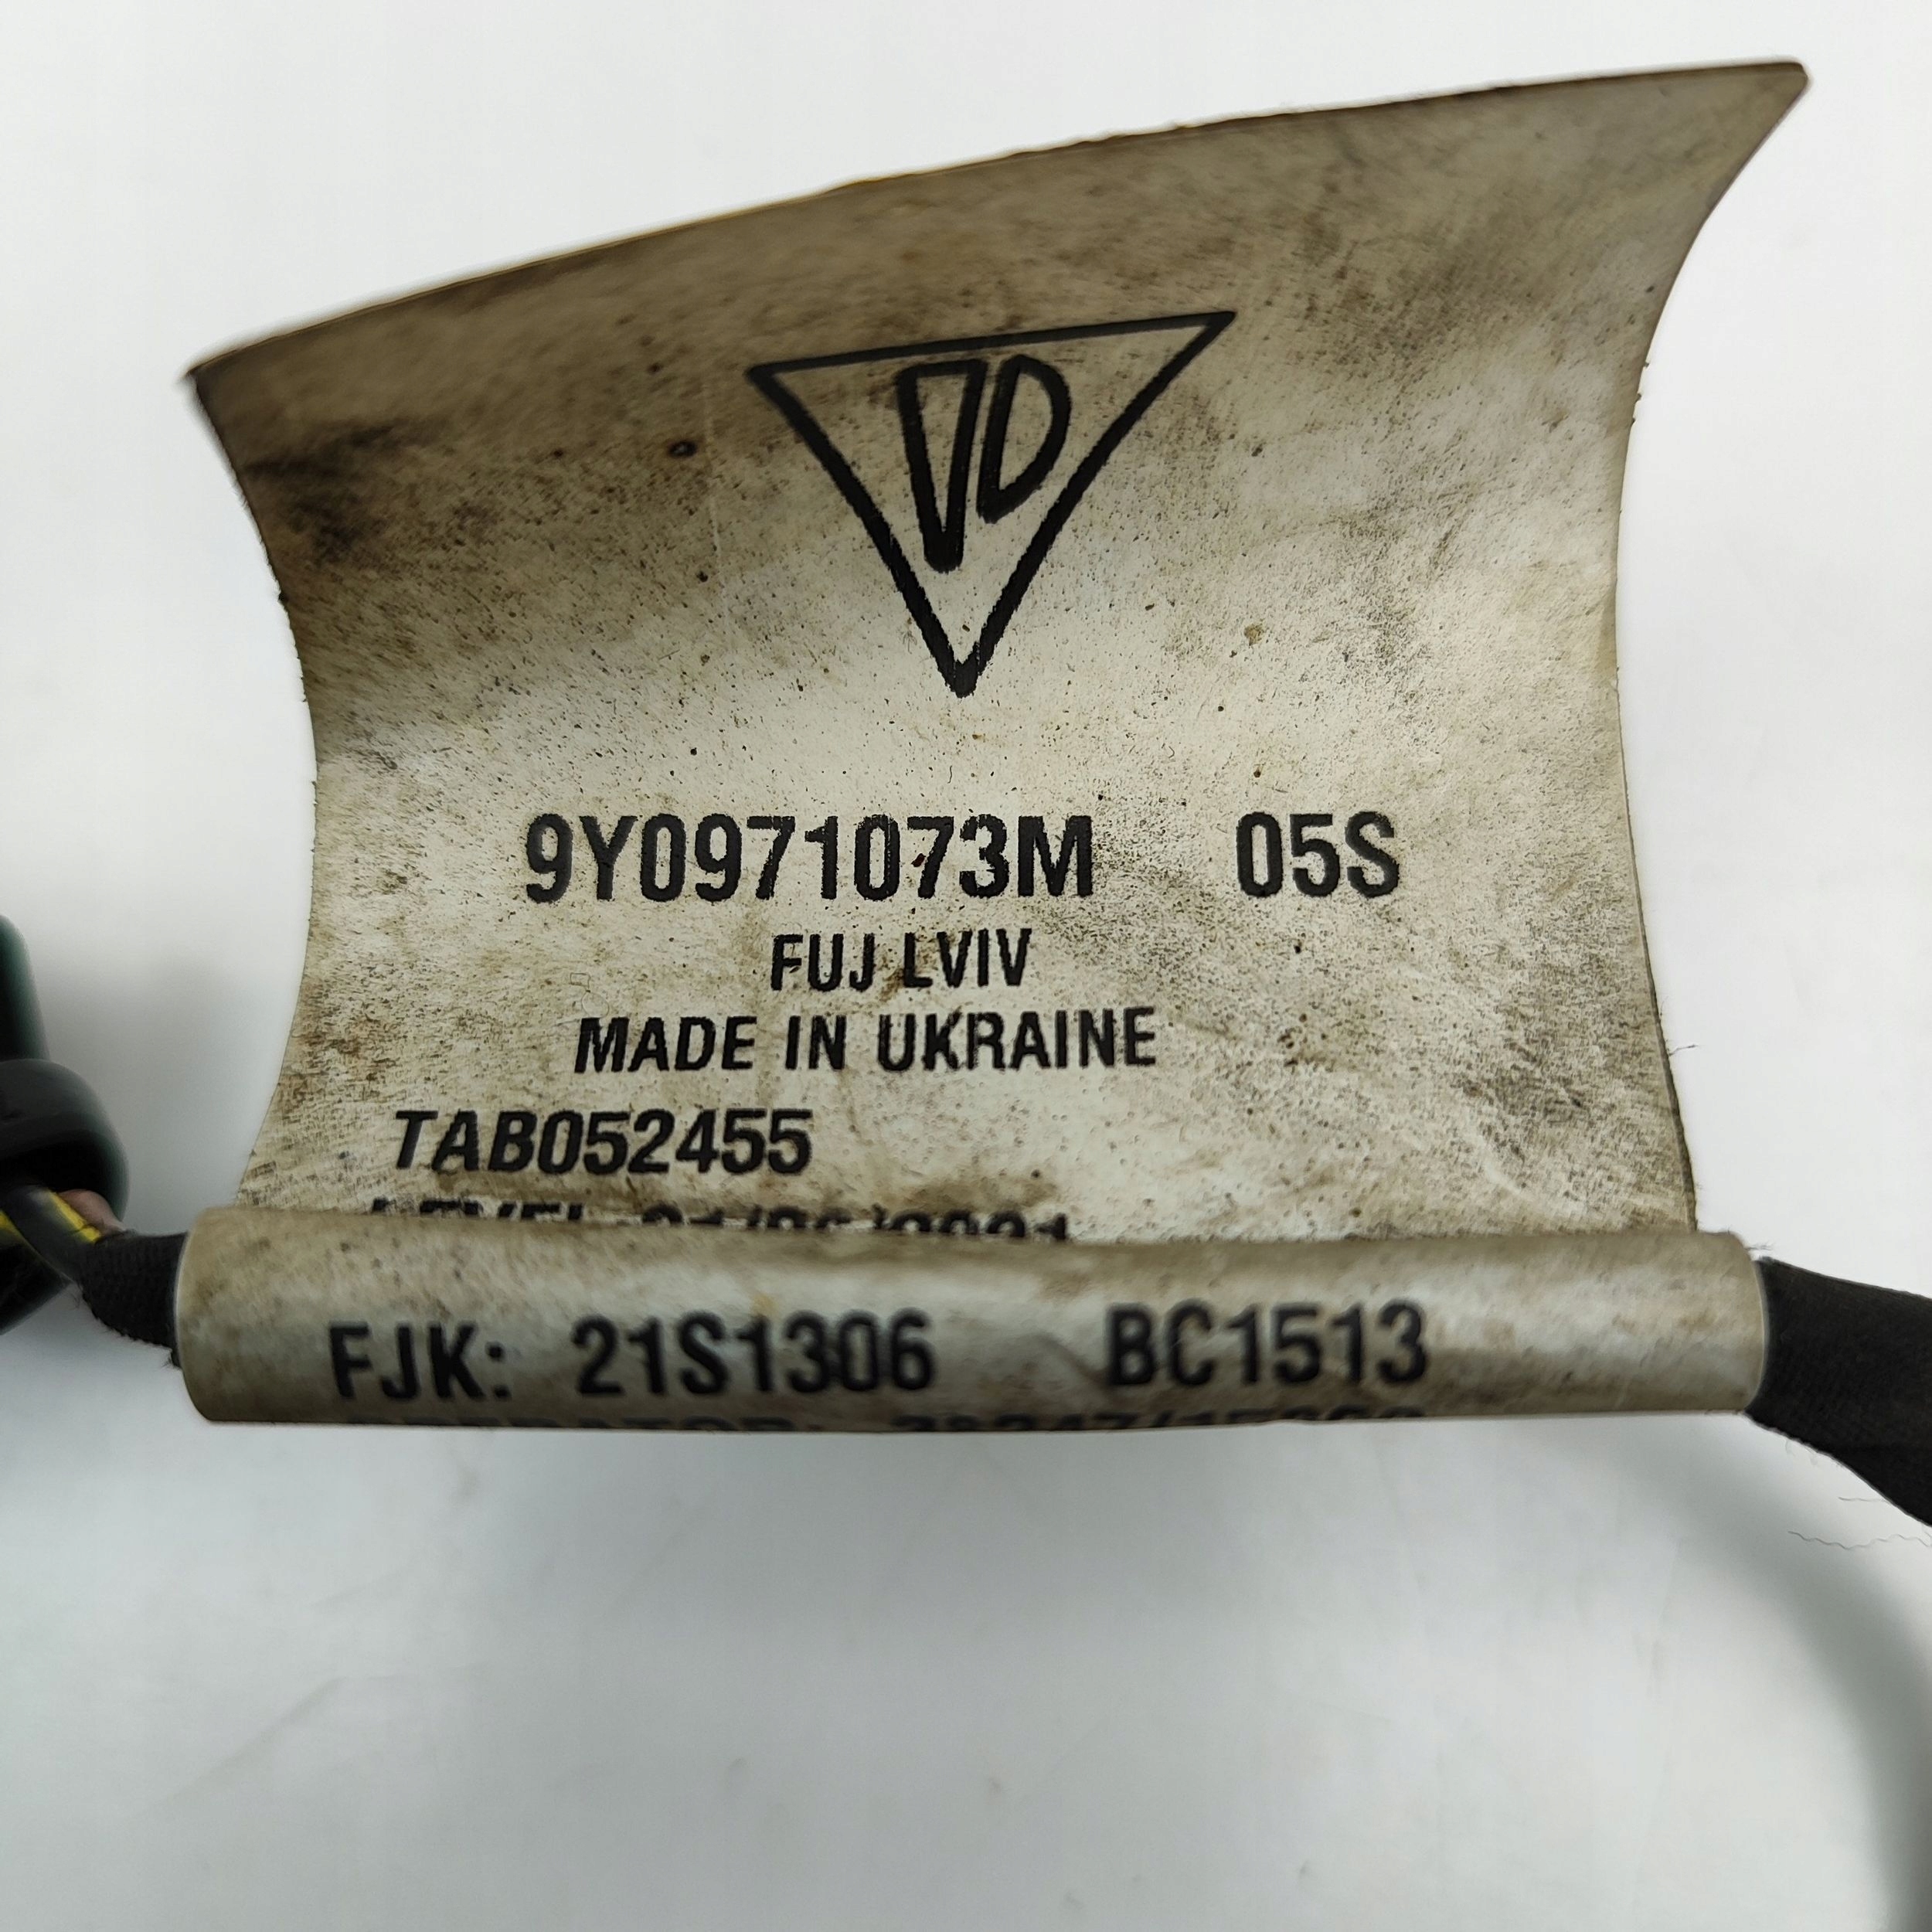 9Y0971073M 05S
FUJ LVIV
MADE IN UKRAINE
TAB052455
FJK: 21S1306 BC1513